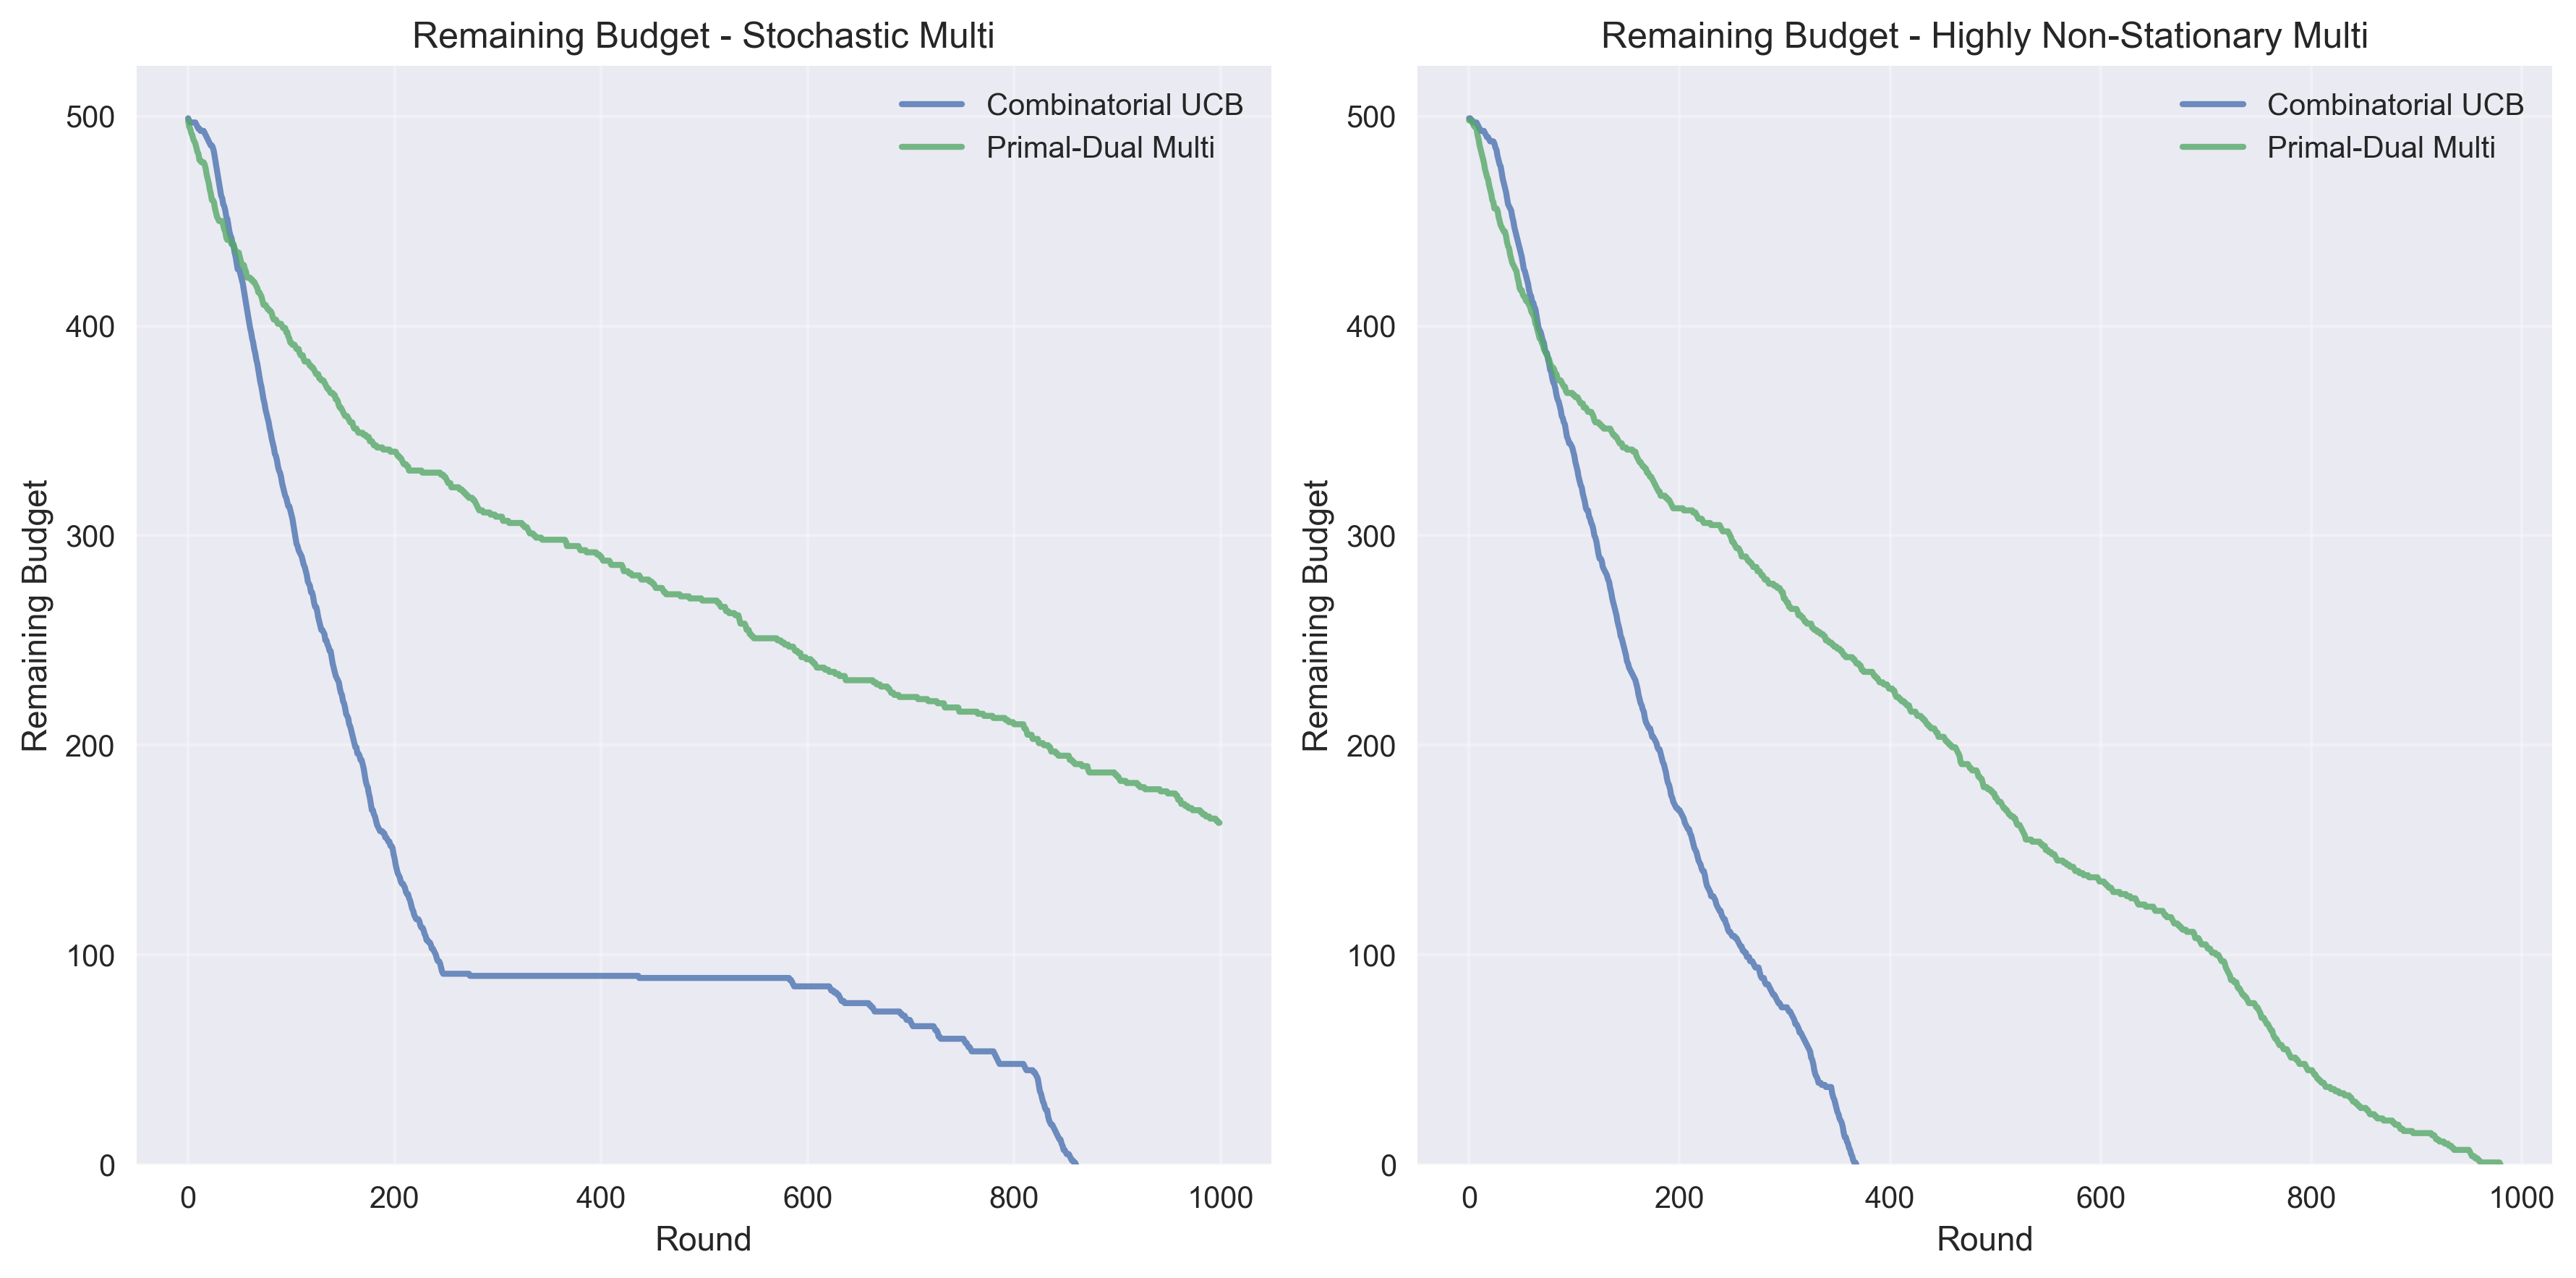 Remaining Budget - Stochastic Multi
Combinatorial UCB
Primal-Dual Multi
500
400
300
200
100
0
Remaining Budget
0 200 400 600 800 1000
Round
Remaining Budget - Highly Non-Stationary Multi
Combinatorial UCB
Primal-Dual Multi
500
400
300
200
100
0
Remaining Budget
0 200 400 600 800 1000
Round